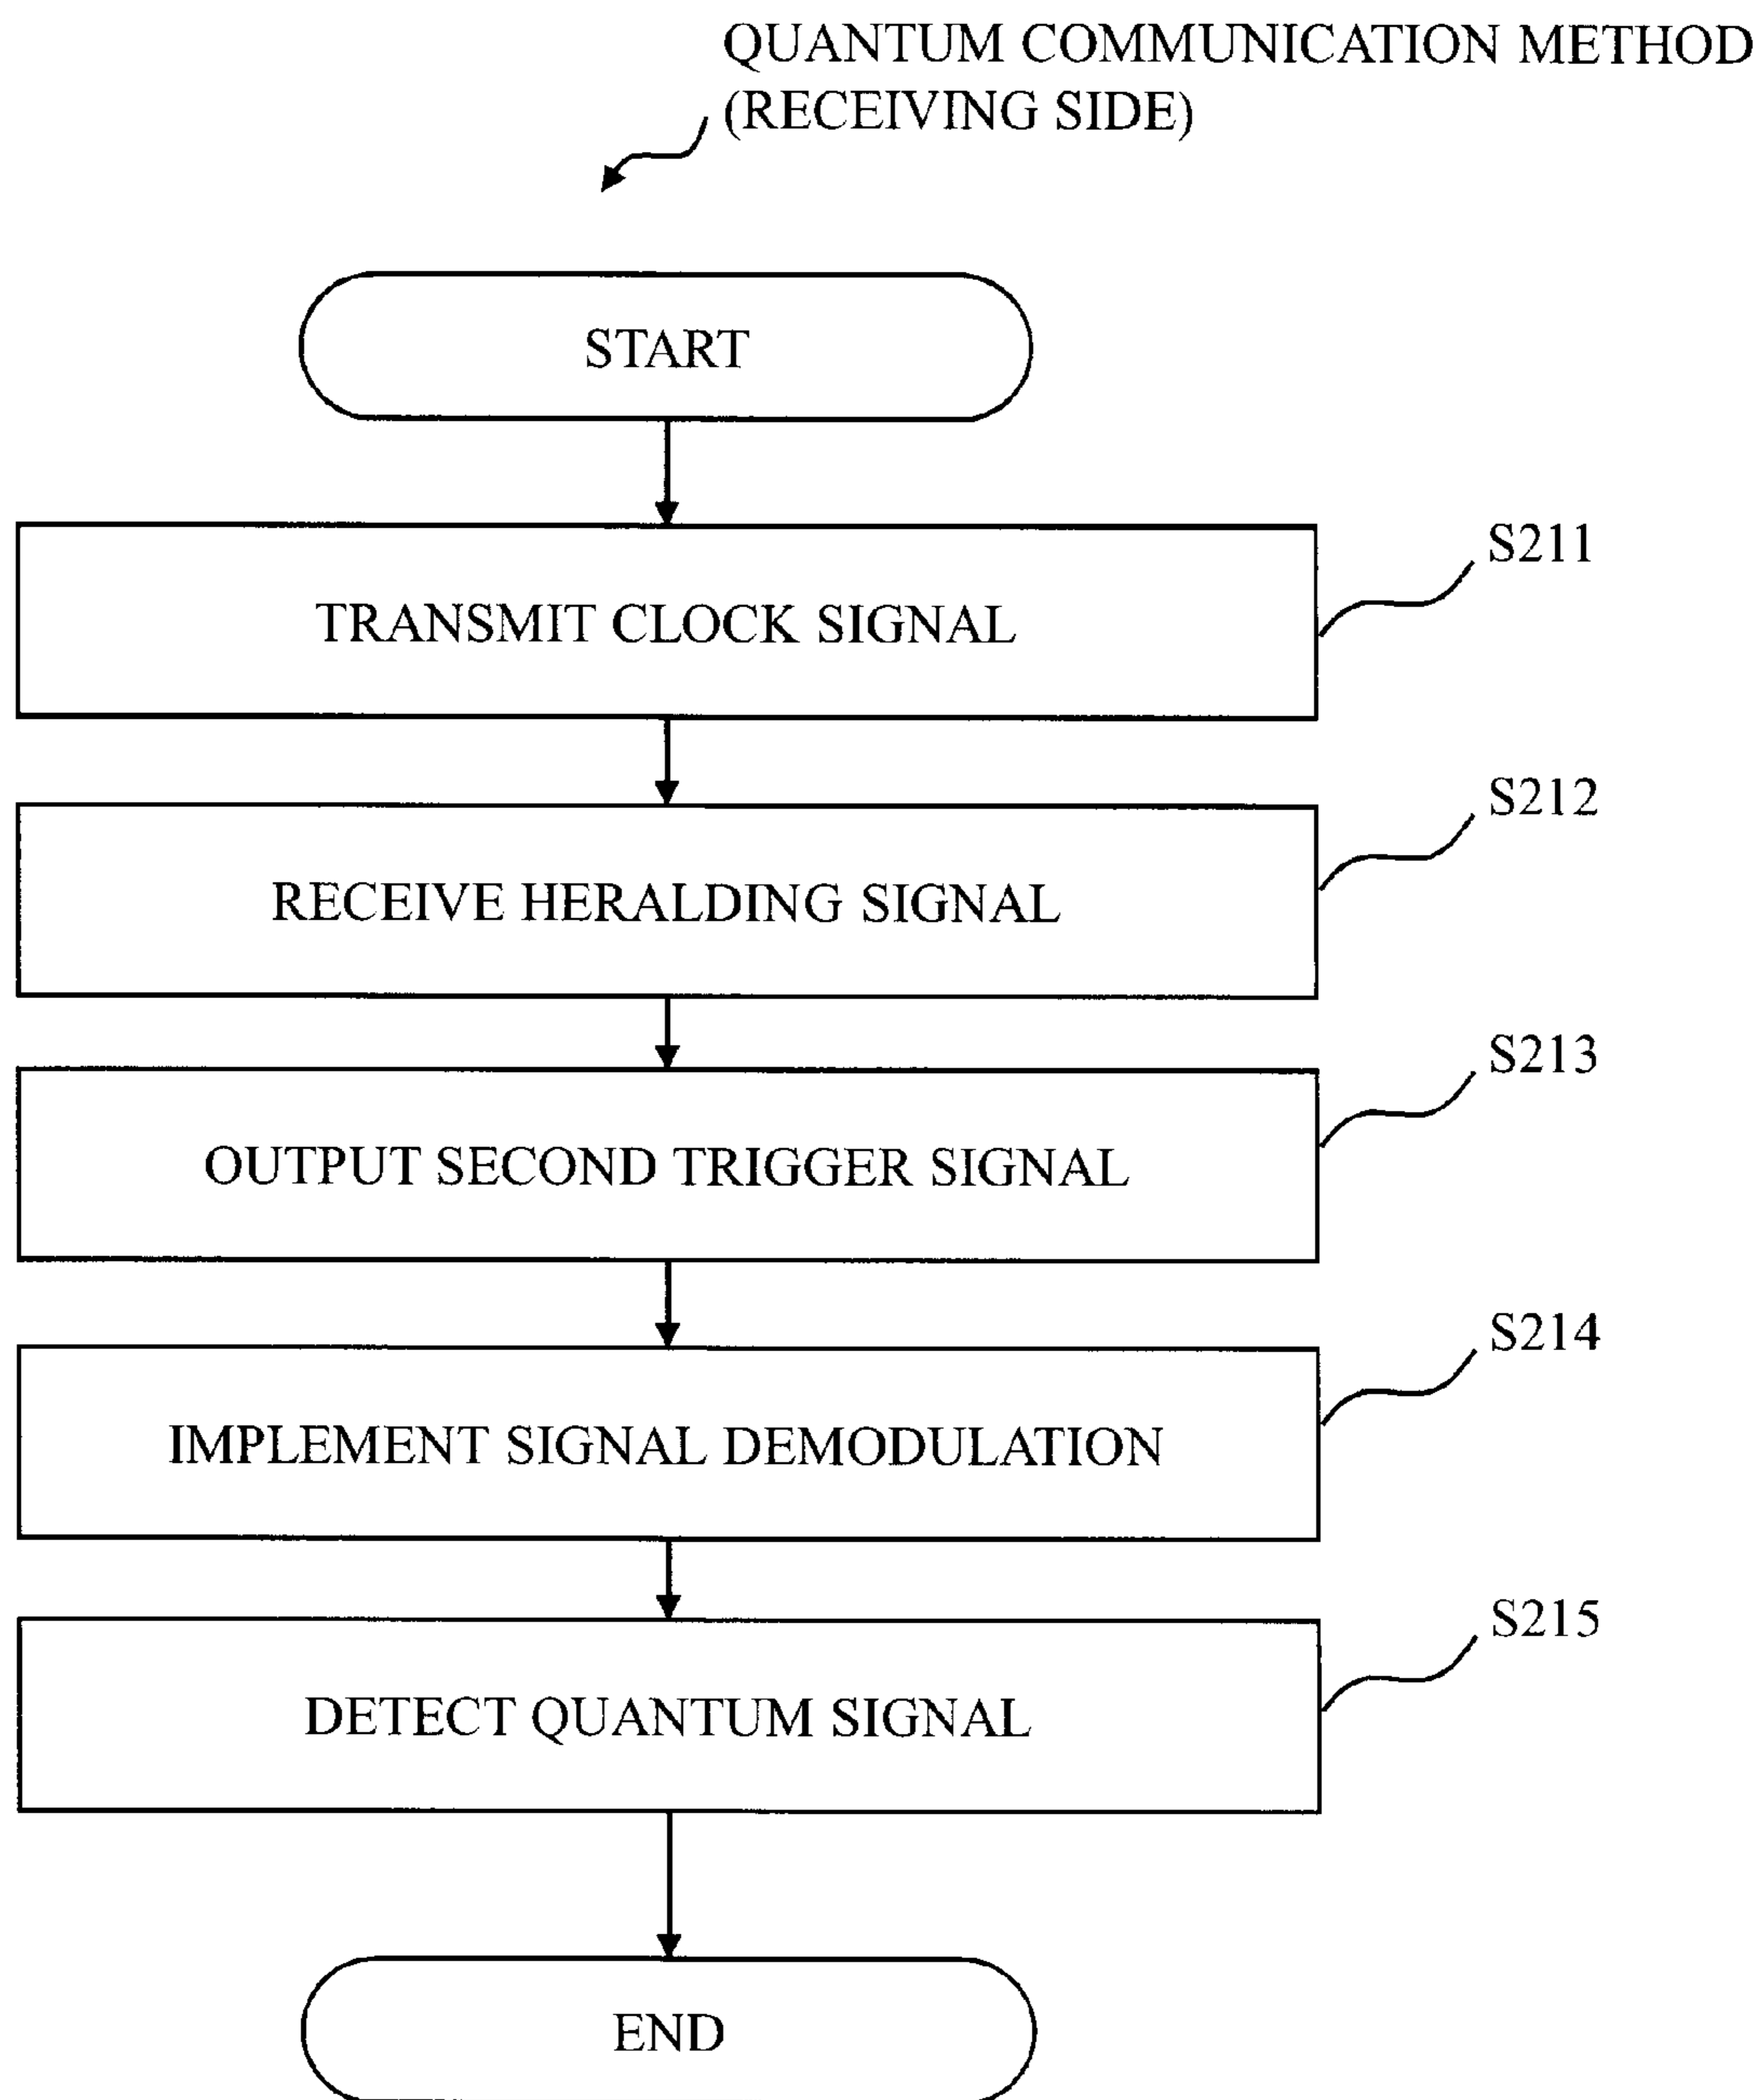 QUANTUM COMMUNICATION METHOD
(RECEIVING SIDE)
START
S211
TRANSMIT CLOCK SIGNAL
S212
RECEIVE HERALDING SIGNAL
S213
OUTPUT SECOND TRIGGER SIGNAL
S214
IMPLEMENT SIGNAL DEMODULATION
S215
DETECT QUANTUM SIGNAL
END